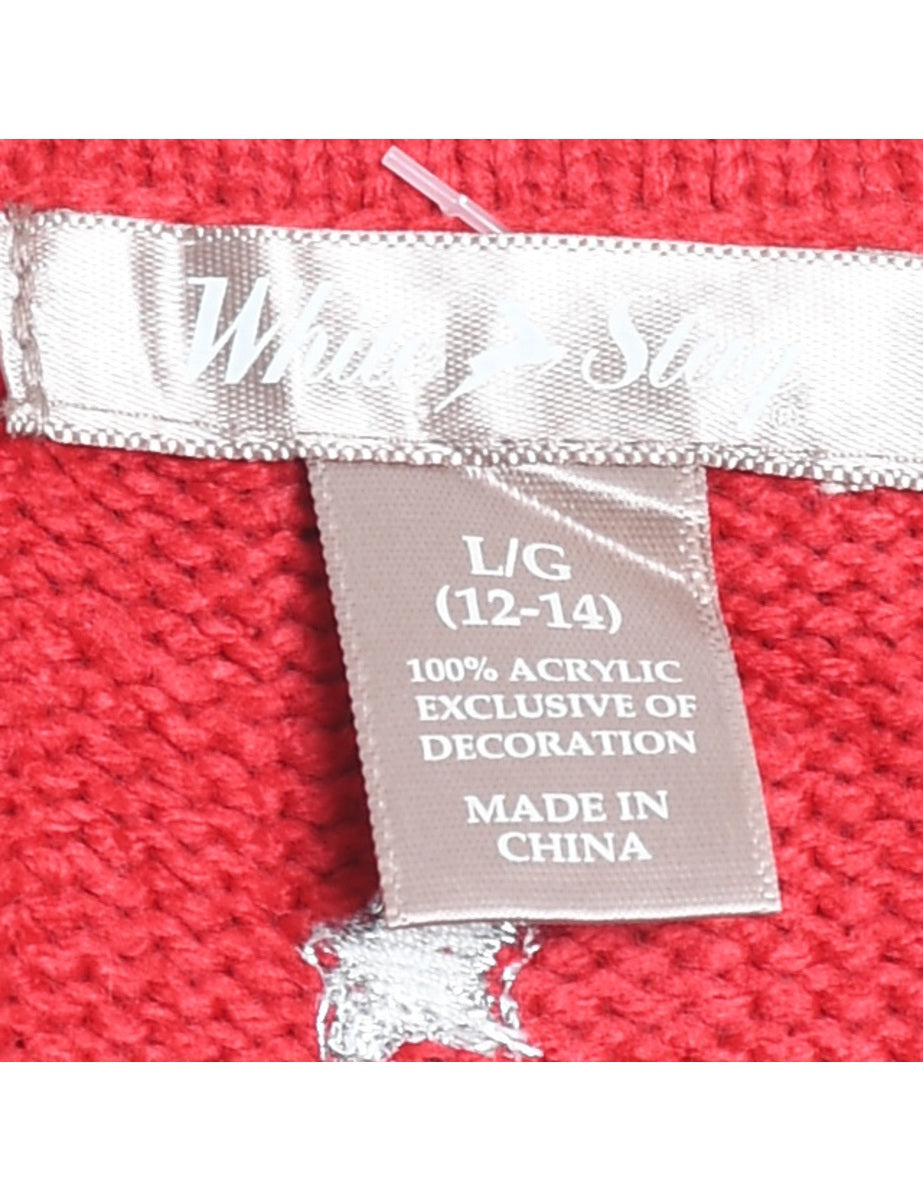 White Stag®
L/G
(12-14)
100% ACRYLIC
EXCLUSIVE OF
DECORATION
MADE IN
CHINA